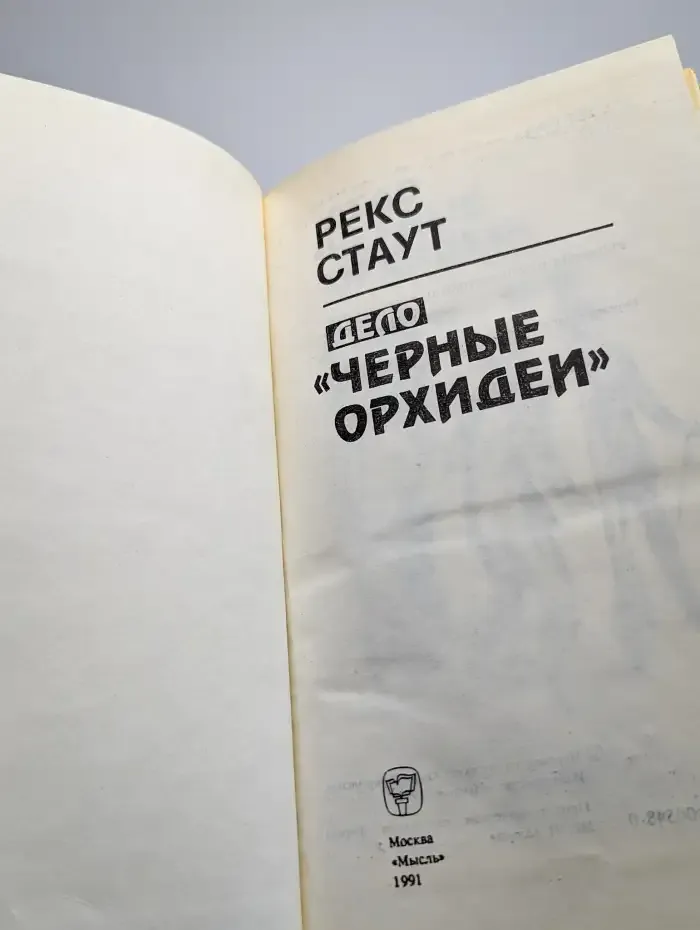 РЕКС
СТАУТ
ДЕЛО
«ЧЕРНЫЕ
ОРХИДЕИ»
Москва
«Мысль»
1991